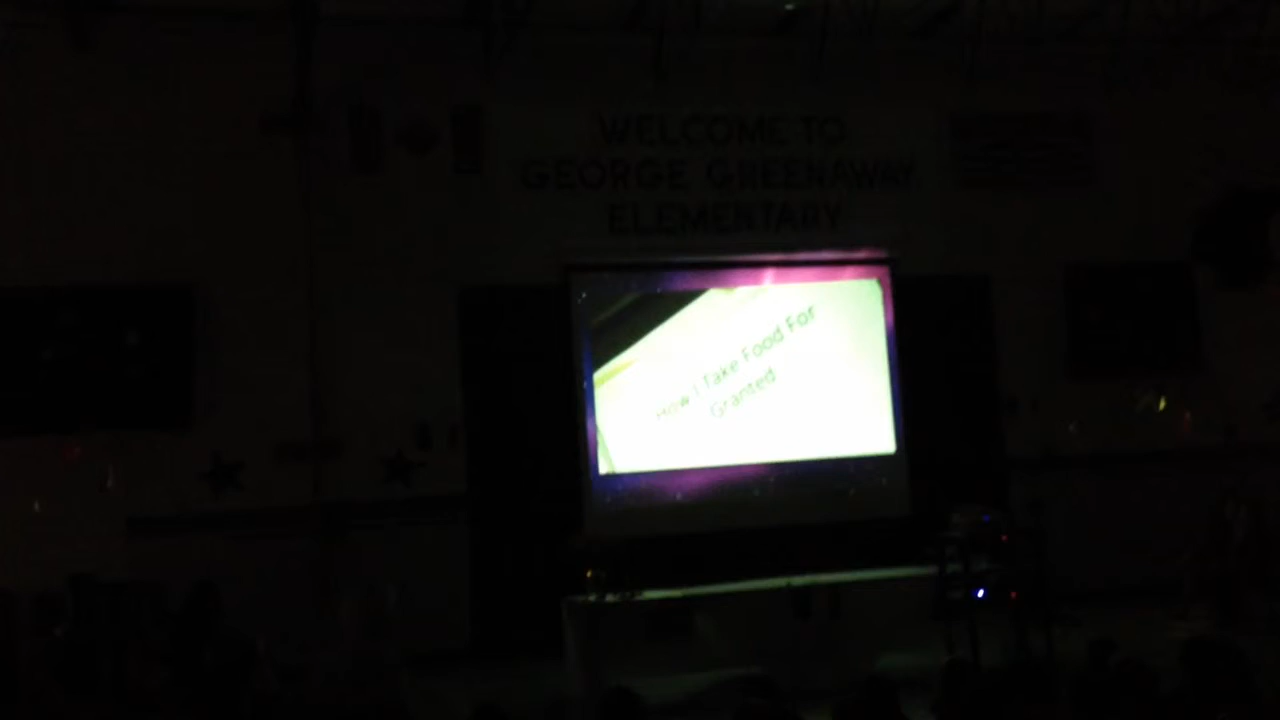 WELCOME TO
GEORGE GREENAWAY
ELEMENTARY
How I Take Food For
Granted